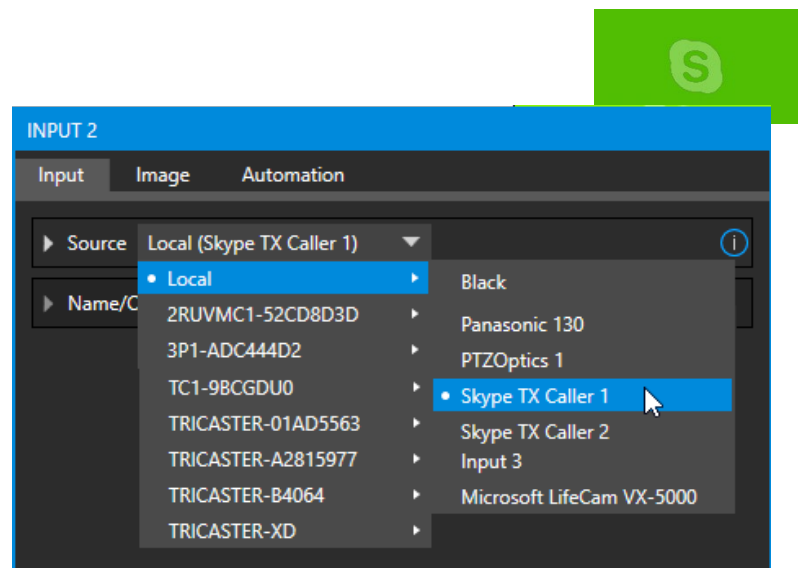 S
INPUT 2
Input Image Automation
Source Local (Skype TX Caller 1) i
Name/C
Local
2RUVMC1-52CD8D3D
3P1-ADC444D2
TC1-9BCGDU0
TRICASTER-01AD5563
TRICASTER-A2815977
TRICASTER-B4064
TRICASTER-XD
Black
Panasonic 130
PTZOptics 1
Skype TX Caller 1
Skype TX Caller 2
Input 3
Microsoft LifeCam VX-5000